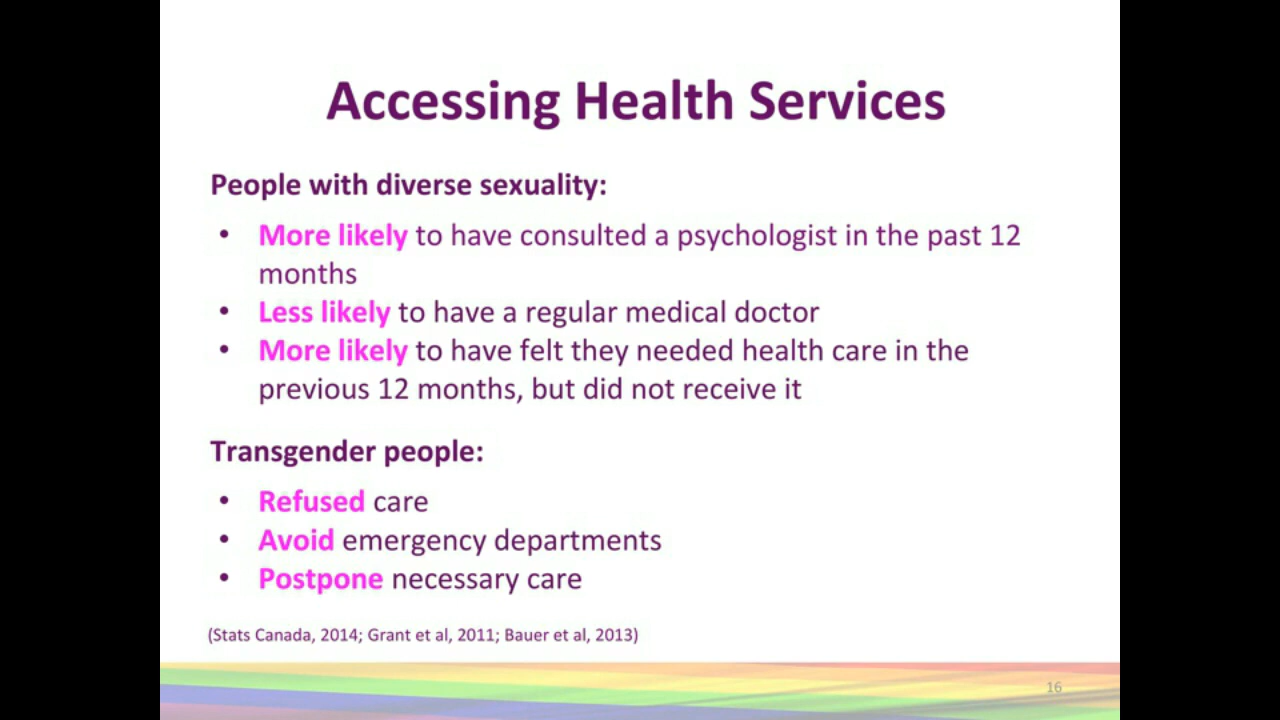 Accessing Health Services
People with diverse sexuality:
• More likely to have consulted a psychologist in the past 12
months
• Less likely to have a regular medical doctor
• More likely to have felt they needed health care in the
previous 12 months, but did not receive it
Transgender people:
• Refused care
• Avoid emergency departments
• Postpone necessary care
(Stats Canada, 2014; Grant et al, 2011; Bauer et al, 2013)
16